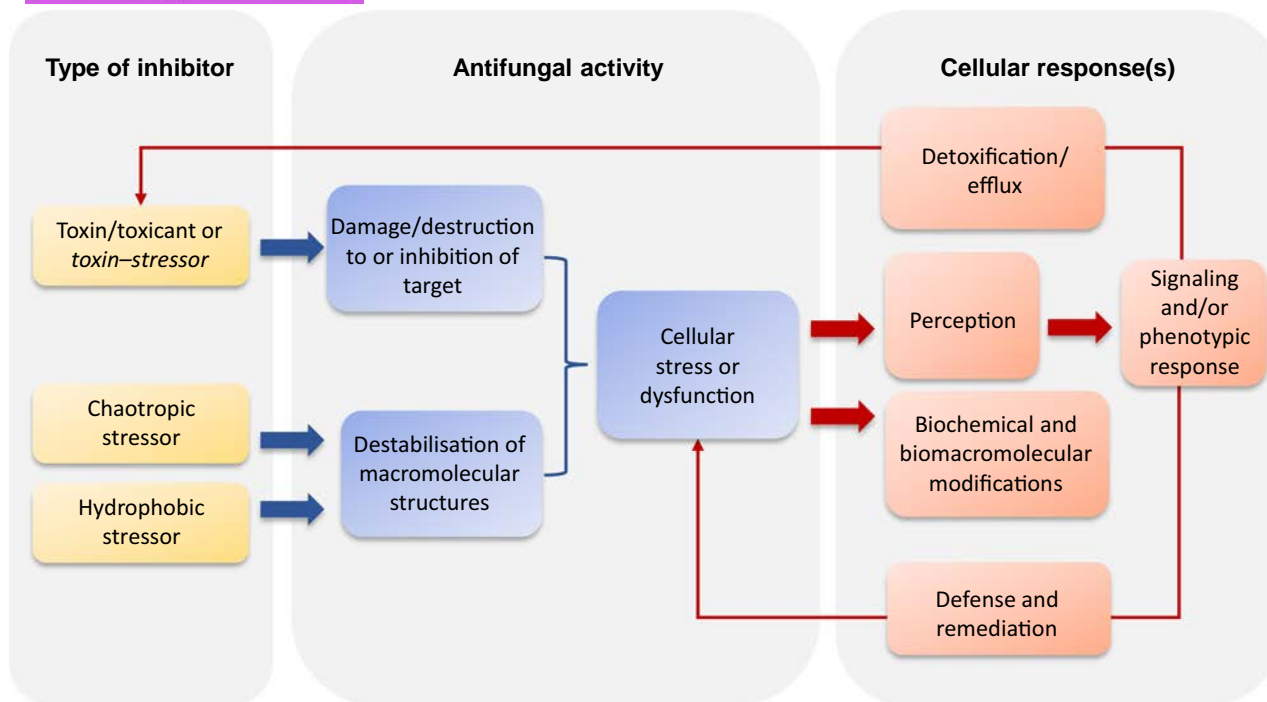 Type of inhibitor
Antifungal activity
Cellular response(s)
Toxin/toxicant or
toxin–stressor
Chaotropic
stressor
Hydrophobic
stressor
Damage/destruction
to or inhibition of
target
Destabilisation of
macromolecular
structures
Cellular
stress or
dysfunction
Detoxification/
efflux
Perception
Signaling
and/or
phenotypic
response
Biochemical and
biomacromolecular
modifications
Defense and
remediation